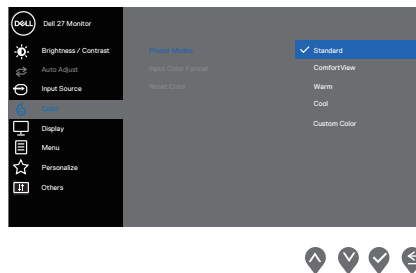 DELL
Dell 27 Monitor
Brightness / Contrast
Auto Adjust
Input Source
Color
Display
Menu
Personalize
Others
Preset Modes
Input Color Format
Reset Color
Standard
ComfortView
Warm
Cool
Custom Color